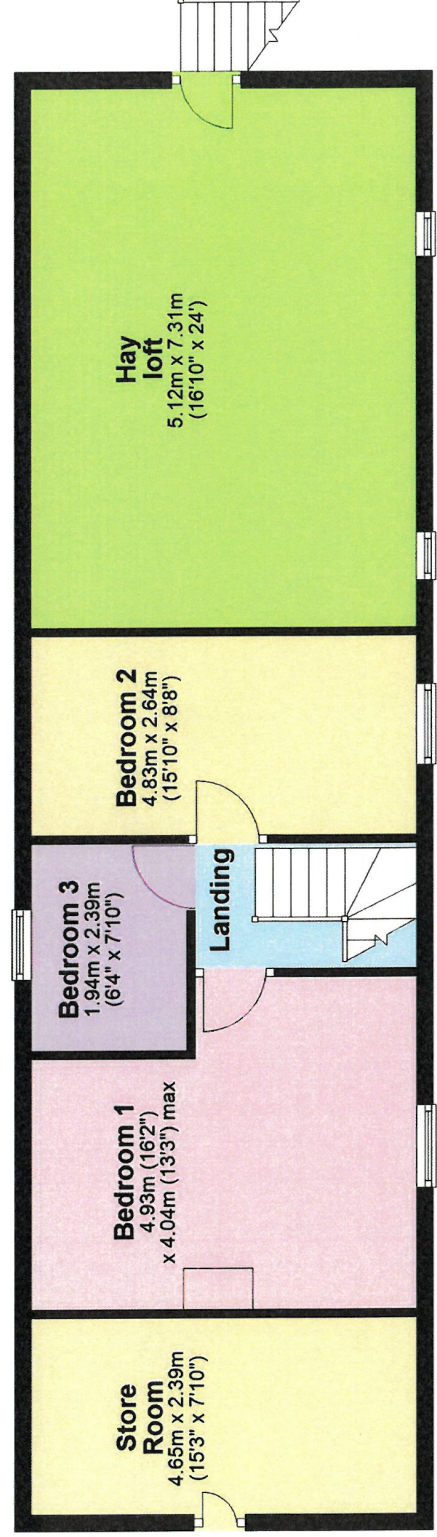 Hay
loft
5.12m x 7.31m
(16'10" x 24')
Bedroom 2
4.83m x 2.64m
(15'10" x 8'8")
Landing
Bedroom 3
1.94m x 2.39m
(6'4" x 7'10")
Bedroom 1
4.93m (16'2")
x 4.04m (13'3") max
Store
Room
4.65m x 2.39m
(15'3" x 7'10")